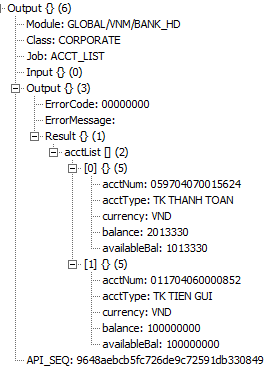 Output {} (6)
Module: GLOBAL/VNM/BANK_HD
Class: CORPORATE
Job: ACCT_LIST
Input {} (0)
Output {} (3)
ErrorCode: 00000000
ErrorMessage:
Result {} (1)
acctList [] (2)
[0] {} (5)
acctNum: 059704070015624
acctType: TK THANH TOAN
currency: VND
balance: 2013330
availableBal: 1013330
[1] {} (5)
acctNum: 011704060000852
acctType: TK TIEN GUI
currency: VND
balance: 100000000
availableBal: 100000000
API_SEQ: 9648aebcb5fc726de9c72591db330849